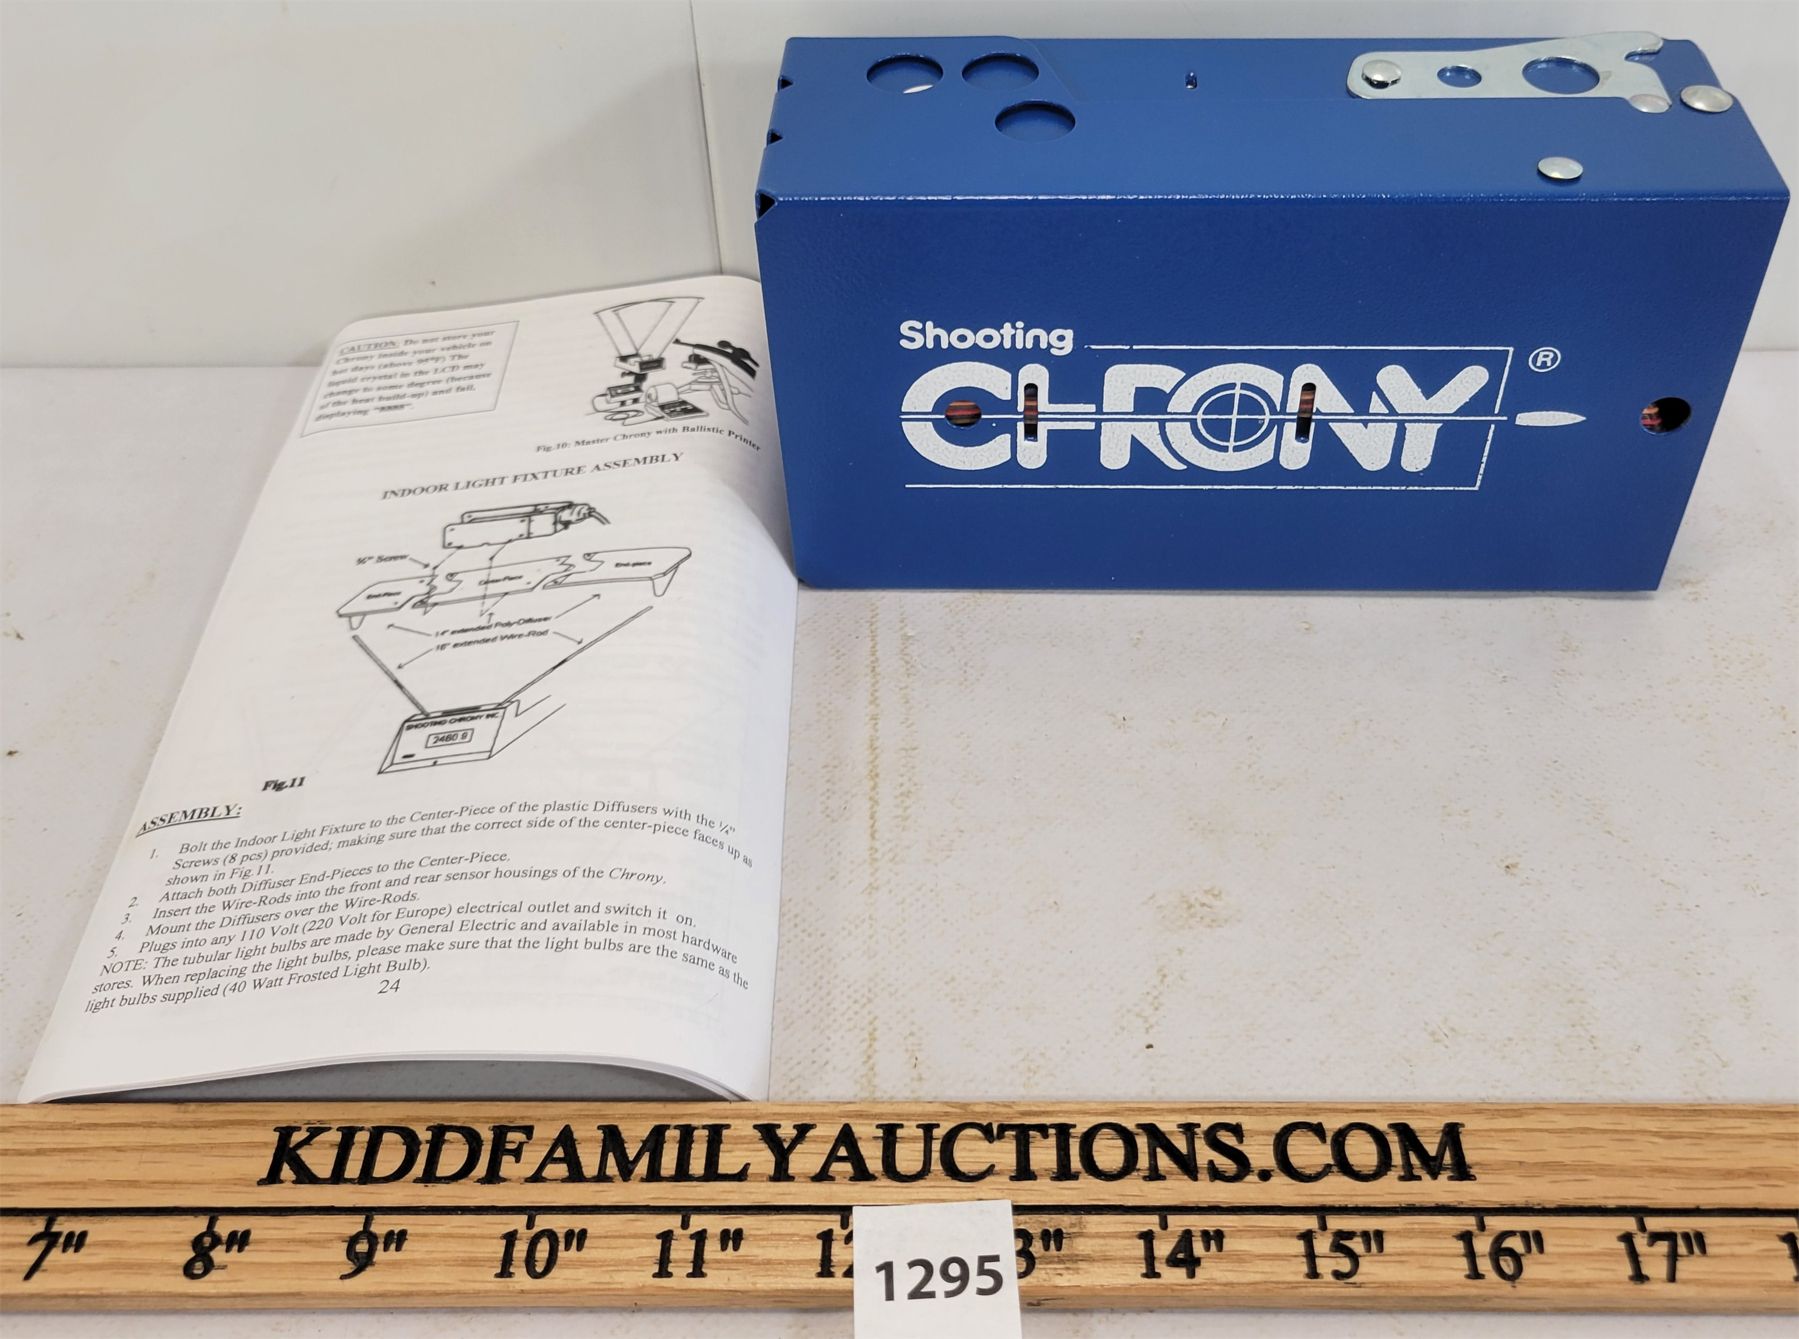 CAUTION: Do not store your
Chrony inside your vehicle on
hot days (above 90°F) The
liquid crystal in the LCD may
change to some degree (because
of the heat build-up) and fail,
displaying "8888".
Fig.10: Master Chrony with Ballistic Printer
INDOOR LIGHT FIXTURE ASSEMBLY
¼" Screw
End-Piece
Center-Piece
End-piece
14" extended Poly-Diffuser
16" extended Wire-Rod
SHOOTING CHRONY INC.
2460 9
Fig.11
ASSEMBLY:
1. Bolt the Indoor Light Fixture to the Center-Piece of the plastic Diffusers with the ¼"
Screws (8 pcs) provided; making sure that the correct side of the center-piece faces up as
shown in Fig.11.
2. Attach both Diffuser End-Pieces to the Center-Piece.
3. Insert the Wire-Rods into the front and rear sensor housings of the Chrony.
4. Mount the Diffusers over the Wire-Rods.
5. Plugs into any 110 Volt (220 Volt for Europe) electrical outlet and switch it on.
NOTE: The tubular light bulbs are made by General Electric and available in most hardware
stores. When replacing the light bulbs, please make sure that the light bulbs are the same as the
light bulbs supplied (40 Watt Frosted Light Bulb).
24
Shooting
CHRONY ®
KIDDFAMILYAUCTIONS.COM
7" 8" 9" 10" 11" 12 3" 14" 15" 16" 17" 1
1295